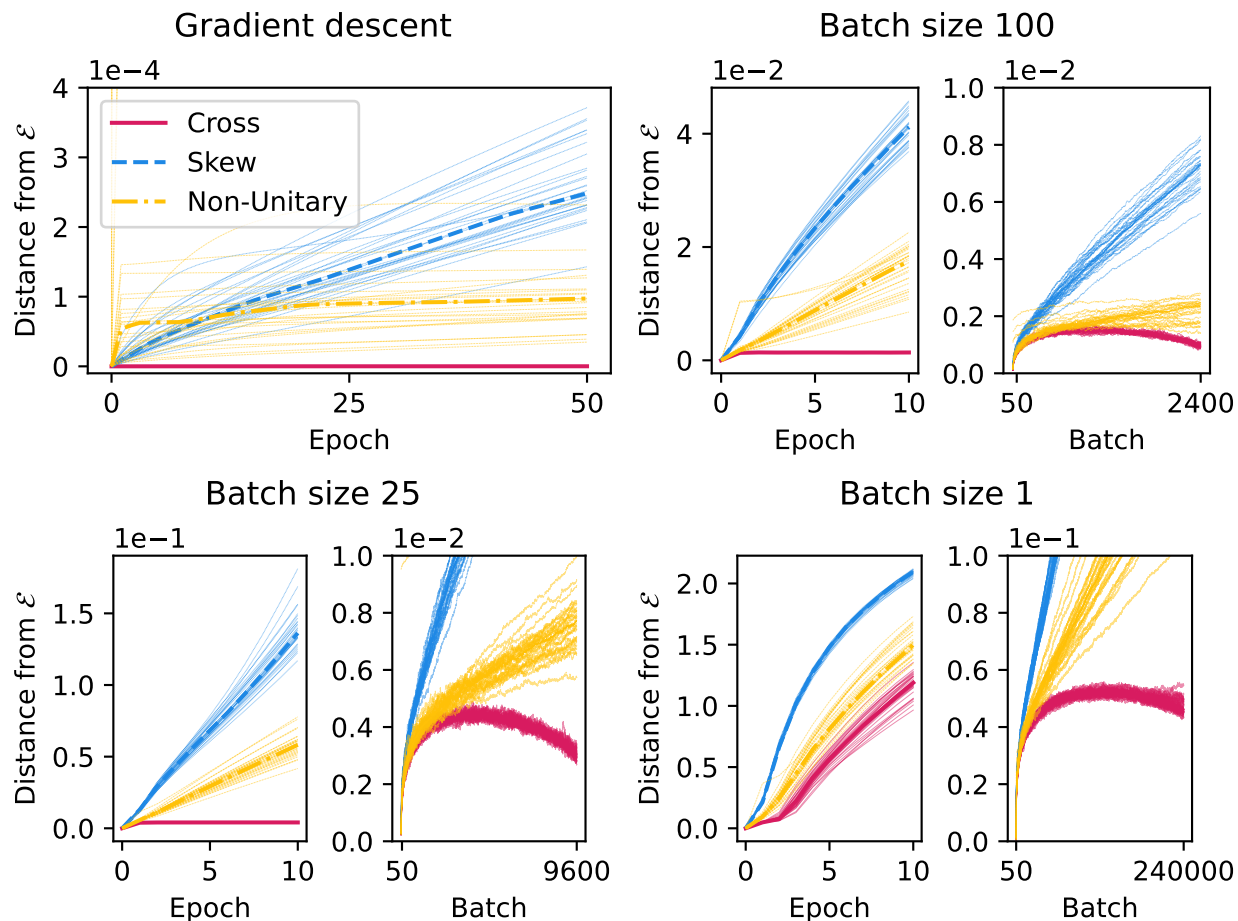 Gradient descent
1e−4
Distance from ℰ
4
3
2
1
0
Cross
Skew
Non-Unitary
0 25 50
Epoch
Batch size 100
1e−2
Distance from ℰ
4
2
0
0 5 10
Epoch
1e−2
1.0
0.8
0.6
0.4
0.2
0.0
50 2400
Batch
Batch size 25
1e−1
Distance from ℰ
1.5
1.0
0.5
0.0
0 5 10
Epoch
1e−2
1.0
0.8
0.6
0.4
0.2
0.0
50 9600
Batch
Batch size 1
Distance from ℰ
2.0
1.5
1.0
0.5
0.0
0 5 10
Epoch
1e−1
1.0
0.8
0.6
0.4
0.2
0.0
50 240000
Batch